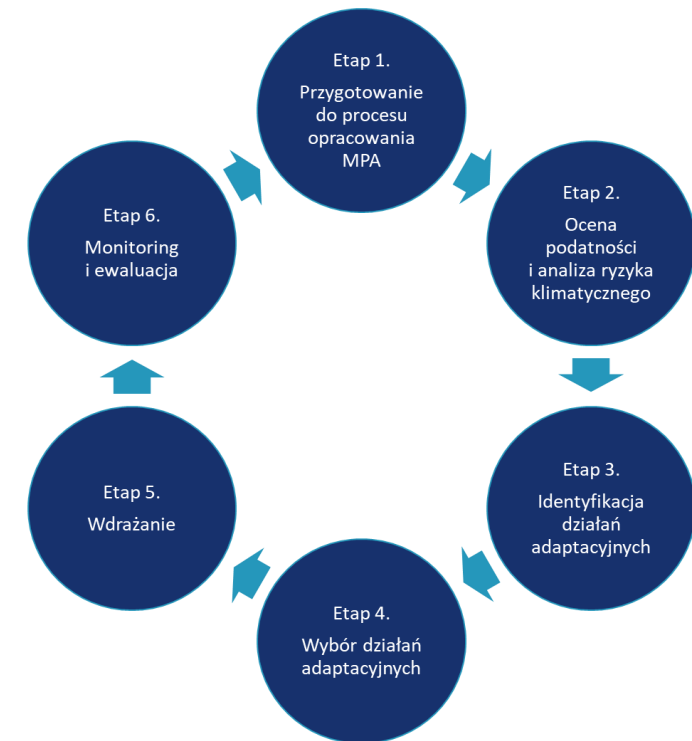 Etap 1.
Przygotowanie
do procesu
opracowania
MPA
Etap 2.
Ocena
podatności
i analiza ryzyka
klimatycznego
Etap 3.
Identyfikacja
działań
adaptacyjnych
Etap 4.
Wybór działań
adaptacyjnych
Etap 5.
Wdrażanie
Etap 6.
Monitoring
i ewaluacja